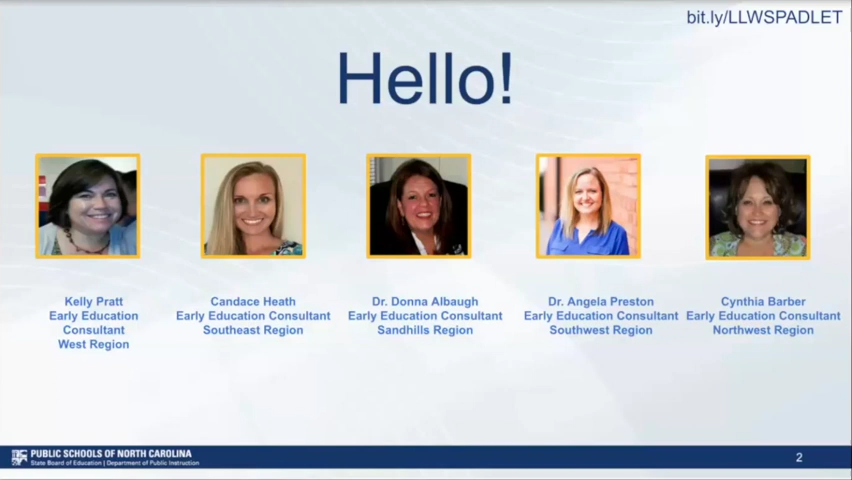 bit.ly/LLWSPADLET
Hello!
Kelly Pratt
Early Education
Consultant
West Region
Candace Heath
Early Education Consultant
Southeast Region
Dr. Donna Albaugh
Early Education Consultant
Sandhills Region
Dr. Angela Preston
Early Education Consultant
Southwest Region
Cynthia Barber
Early Education Consultant
Northwest Region
PUBLIC SCHOOLS OF NORTH CAROLINA
State Board of Education | Department of Public Instruction
2